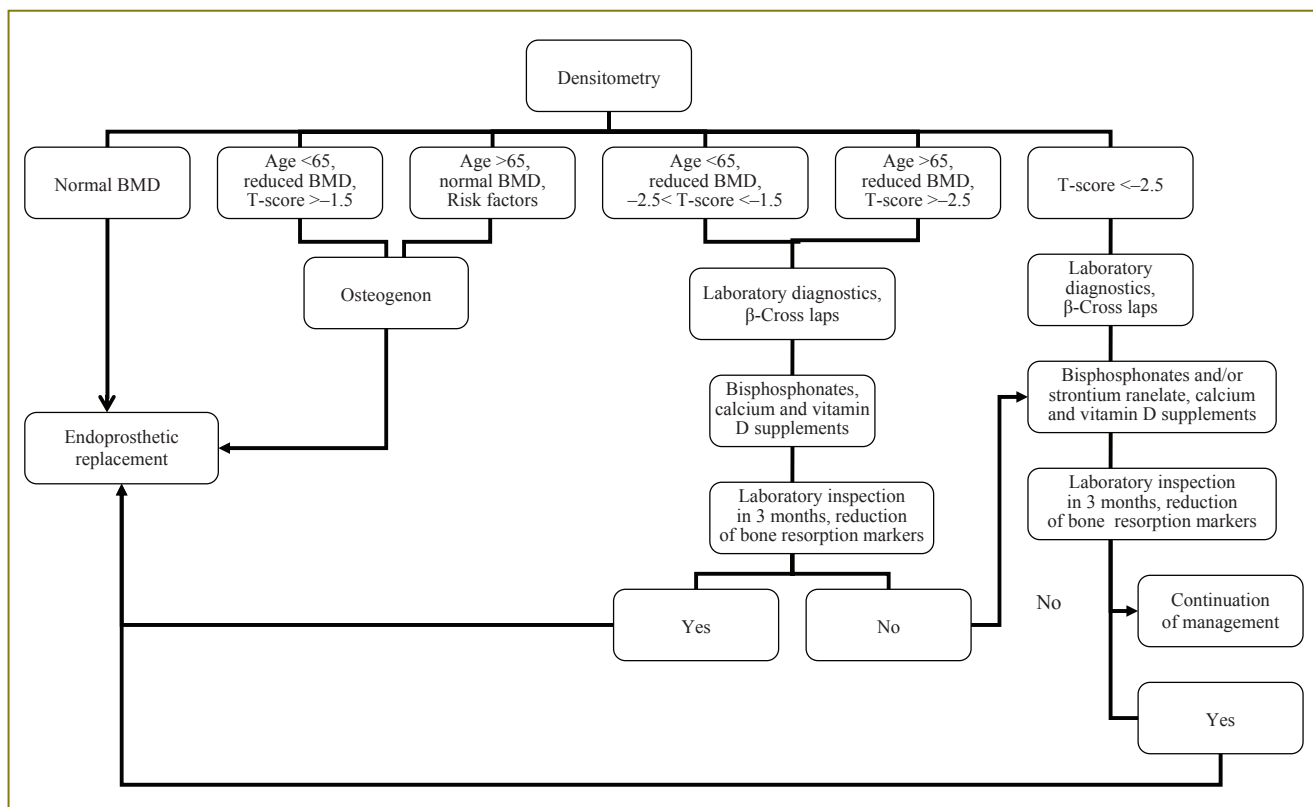 Densitometry
Normal BMD
Age <65,
reduced BMD,
T-score >–1.5
Age >65,
normal BMD,
Risk factors
Age <65,
reduced BMD,
–2.5< T-score <–1.5
Age >65,
reduced BMD,
T-score >–2.5
T-score <–2.5
Osteogenon
Laboratory diagnostics,
β-Cross laps
Laboratory
diagnostics,
β-Cross laps
Bisphosphonates,
calcium and vitamin
D supplements
Bisphosphonates and/or
strontium ranelate, calcium
and vitamin D supplements
Endoprosthetic
replacement
Laboratory inspection
in 3 months, reduction
of bone resorption markers
Laboratory inspection
in 3 months, reduction
of bone resorption markers
Yes
No
No
Continuation
of management
Yes